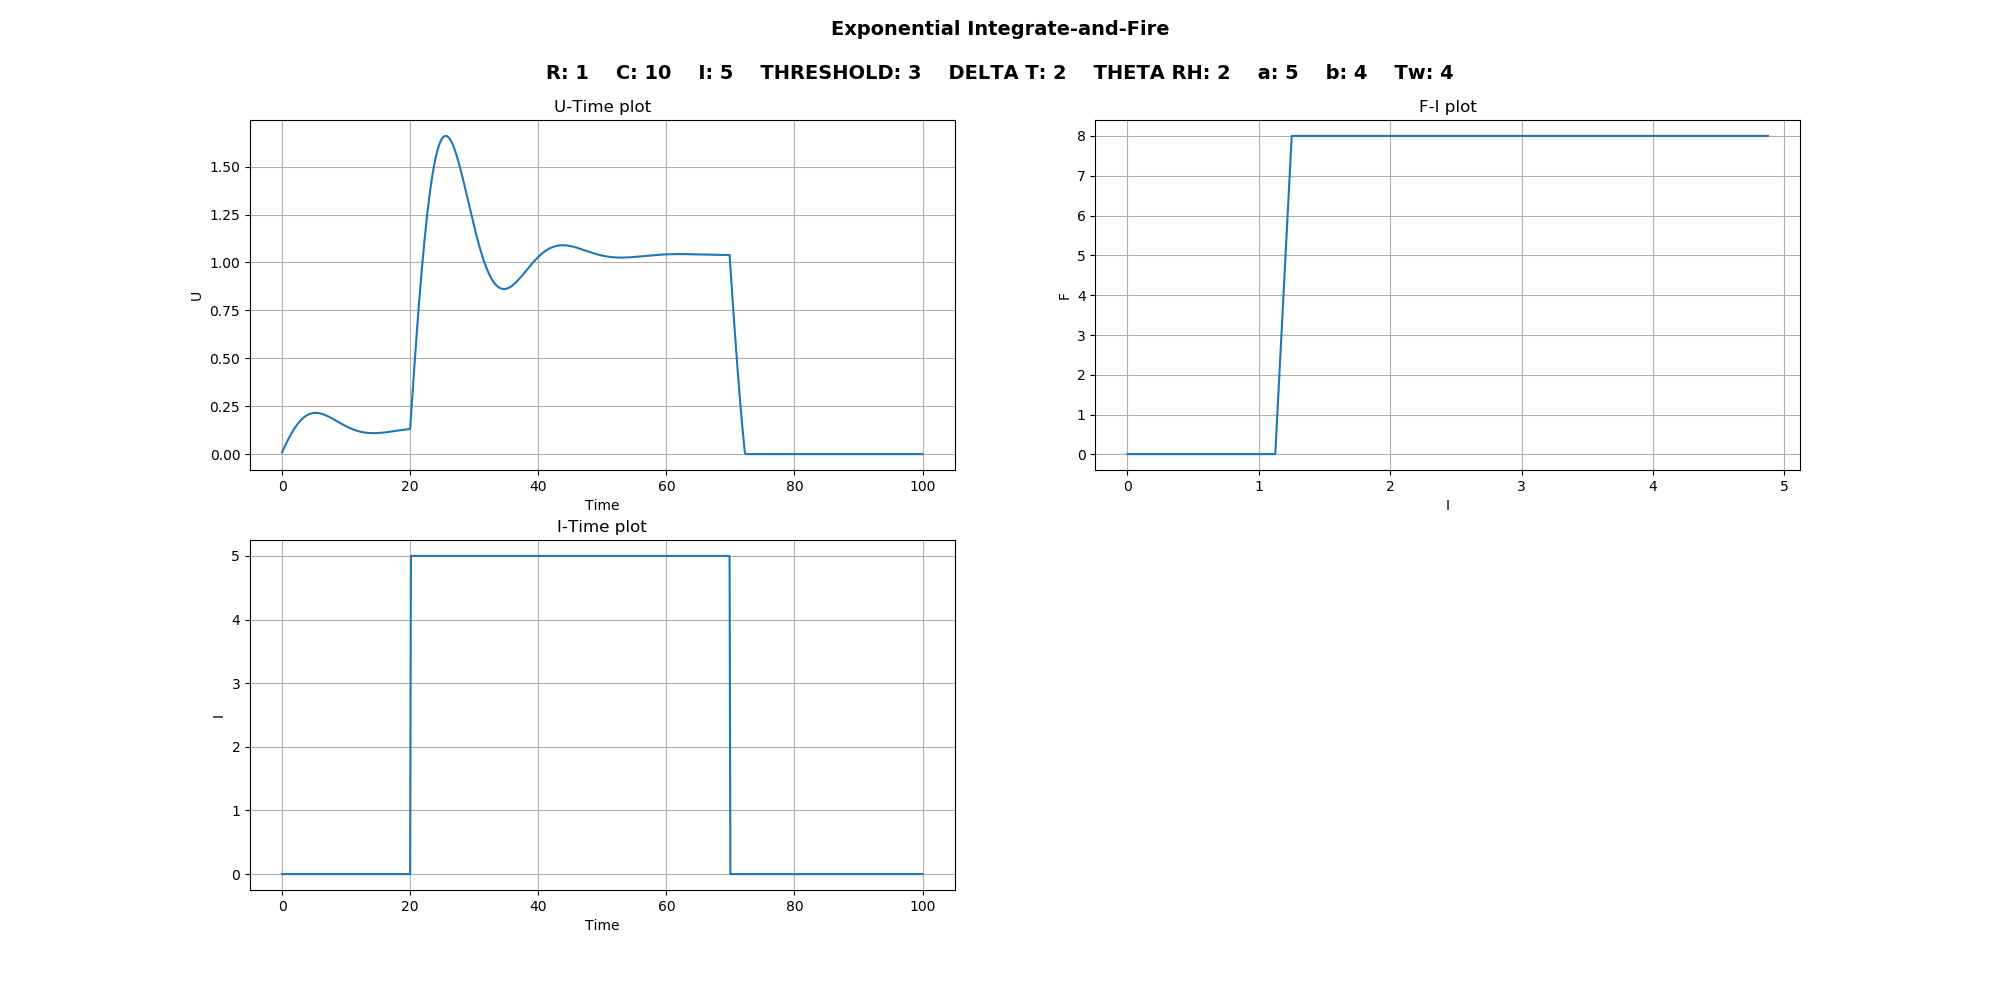 Exponential Integrate-and-Fire
R: 1 C: 10 I: 5 THRESHOLD: 3 DELTA T: 2 THETA RH: 2 a: 5 b: 4 Tw: 4
U-Time plot
1.50
1.25
1.00
0.75
0.50
0.25
0.00
U
0 20 40 60 80 100
Time
F-I plot
8
7
6
5
4
3
2
1
0
F
0 1 2 3 4 5
I
I-Time plot
5
4
3
2
1
0
I
0 20 40 60 80 100
Time